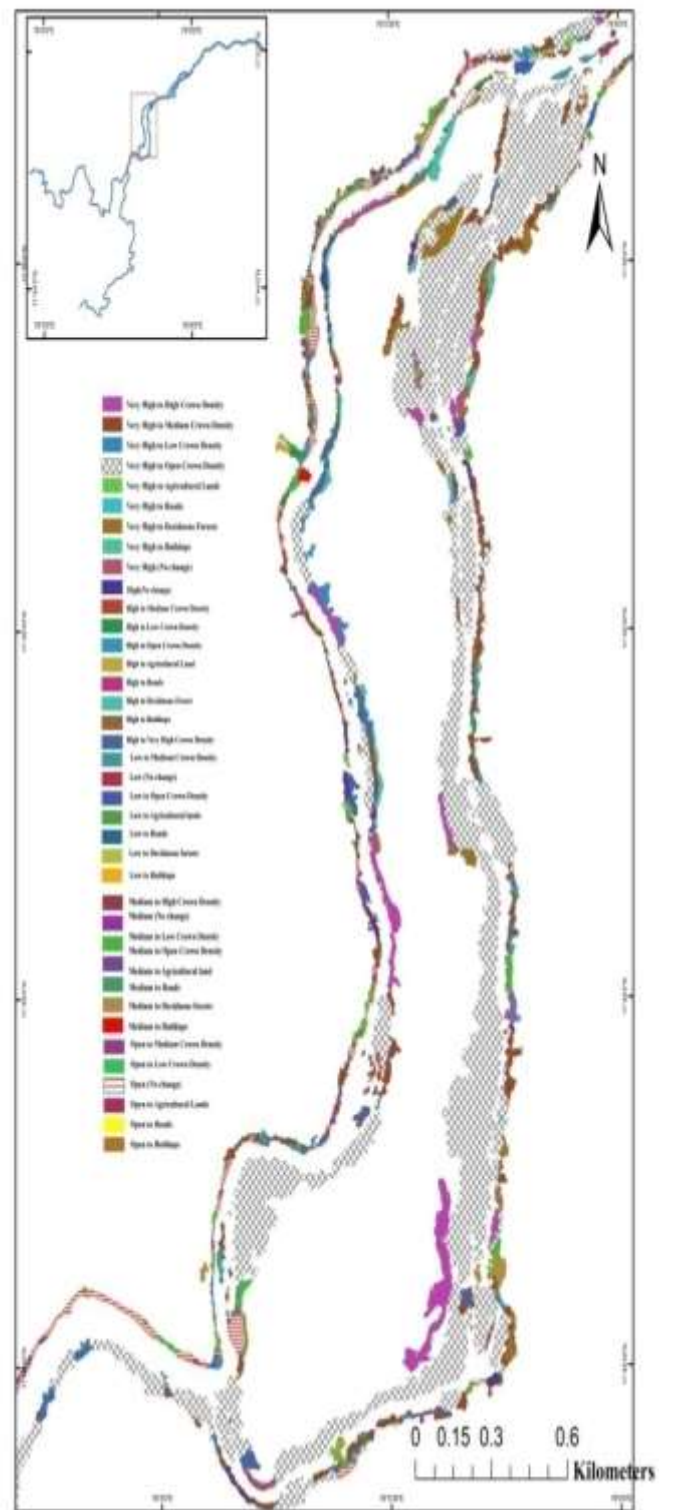 N
Very High to High Crown Density
Very High to Medium Crown Density
Very High to Low Crown Density
Very High to Open Crown Density
Very High to Agricultural Lands
Very High to Roads
Very High to Deciduous Forests
Very High to Buildings
Very High (No change)
High(No change)
High to Medium Crown Density
High to Low Crown Density
High to Open Crown Density
High to Agricultural Land
High to Roads
High to Deciduous Forest
High to Buildings
High to Very High Crown Density
Low to Medium Crown Density
Low (No change)
Low to Open Crown Density
Low to Agricultural lands
Low to Roads
Low to Deciduous forests
Low to Buildings
Medium to High Crown Density
Medium (No change)
Medium to Low Crown Density
Medium to Open Crown Density
Medium to Agricultural land
Medium to Roads
Medium to Deciduous forests
Medium to Buildings
Open to Medium Crown Density
Open to Low Crown Density
Open (No change)
Open to Agricultural Lands
Open to Roads
Open to Buildings
0 0.15 0.3 0.6
Kilometers